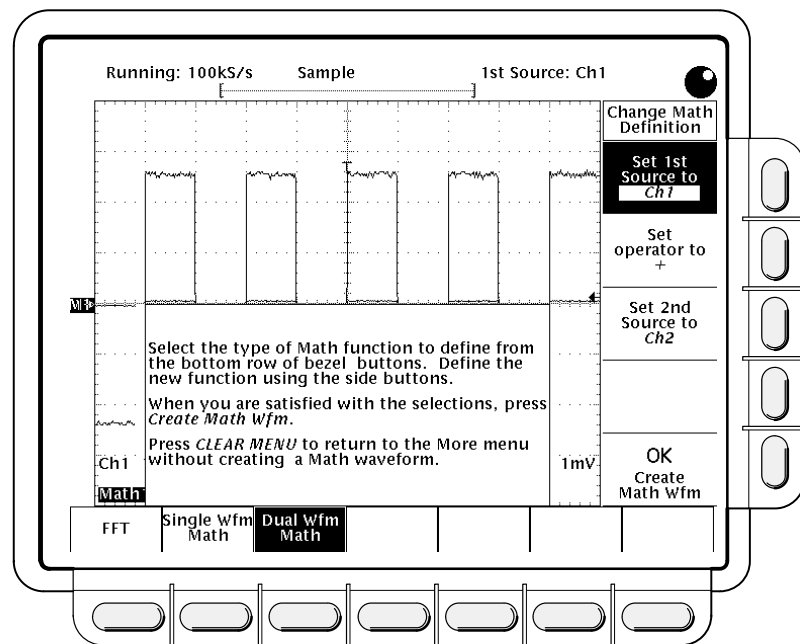 Running: 100kS/s Sample 1st Source: Ch1
Change Math
Definition
Set 1st
Source to
Ch1
Set
operator to
+
Set 2nd
Source to
Ch2
OK
Create
Math Wfm
T
Select the type of Math function to define from
the bottom row of bezel buttons. Define the
new function using the side buttons.
When you are satisfied with the selections, press
Create Math Wfm.
Press CLEAR MENU to return to the More menu
without creating a Math waveform.
Ch1
1mV
Math
FFT
Single Wfm
Math
Dual Wfm
Math